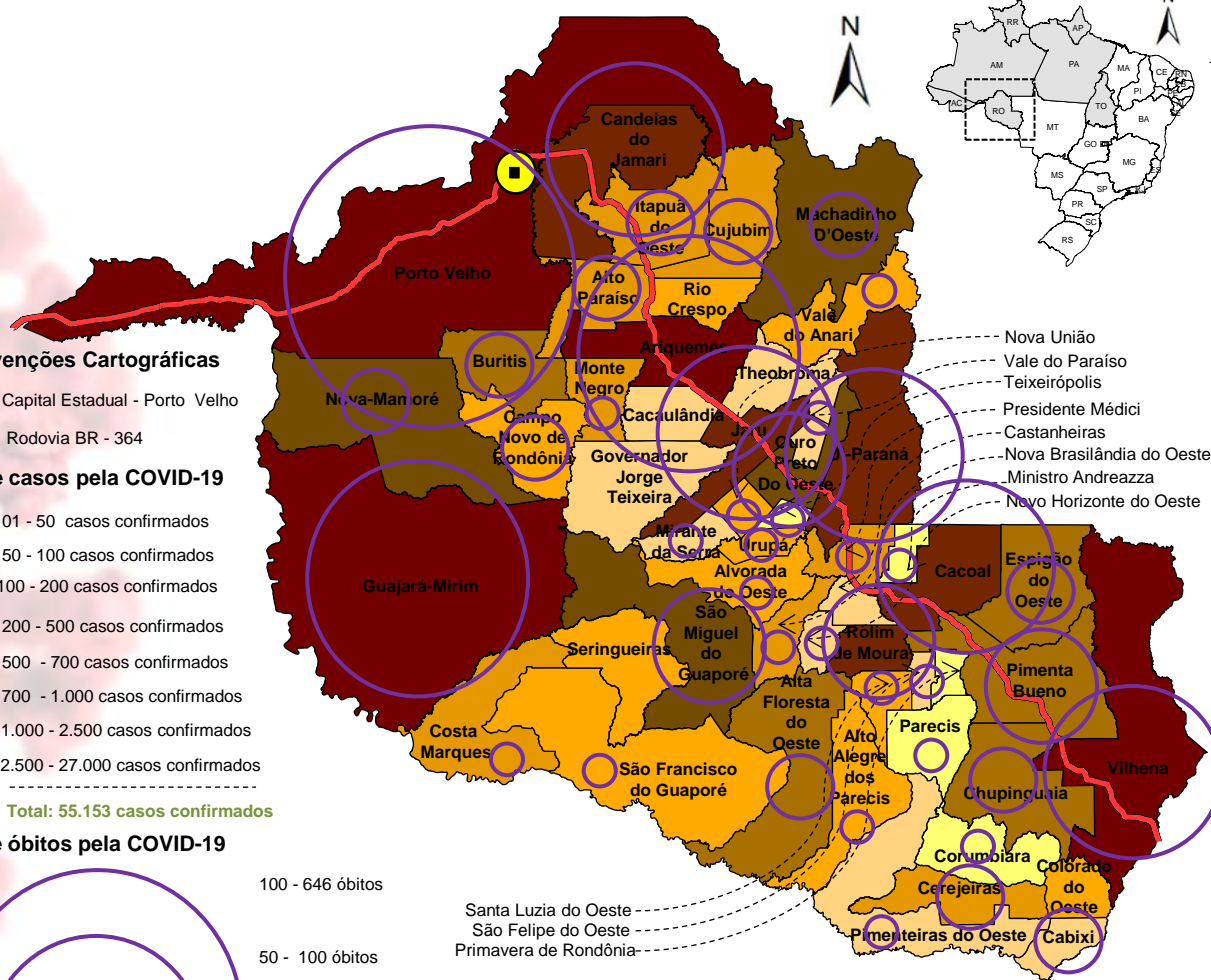 N
N
RR
AP
AM
PA
MA
CE
RN
PI
AC
RO
TO
BA
MT
GO
MG
MS
SP
PR
SC
RS
Candeias
do
Jamari
Itapuã
do
Oeste
Cujubim
Machadinho
D'Oeste
Porto Velho
Alto
Paraíso
Rio
Crespo
Vale
do Anari
Ariquemes
Buritis
Monte
Negro
Theobroma
Nova-Mamoré
Cacaulândia
Campo
Novo de
Rondônia
Jaru
Ouro
Preto
Do Oeste
Ji-Paraná
Governador
Jorge
Teixeira
Mirante
da Serra
Urupá
Alvorada
do Oeste
Cacoal
Espigão
do
Oeste
Guajará-Mirim
São
Miguel
do
Guaporé
Seringueiras
Rolim
de Moura
Pimenta
Bueno
Alta
Floresta
do
Oeste
Parecis
Costa
Marques
Alto
Alegre
dos
Parecis
São Francisco
do Guaporé
Chupinguaia
Vilhena
Corumbiara
Cerejeiras
Colorado
do
Oeste
Pimenteiras do Oeste
Cabixi
Nova União
Vale do Paraíso
Teixeirópolis
Presidente Médici
Castanheiras
Nova Brasilândia do Oeste
Ministro Andreazza
Novo Horizonte do Oeste
Santa Luzia do Oeste
São Felipe do Oeste
Primavera de Rondônia
venções Cartográficas
Capital Estadual - Porto Velho
Rodovia BR - 364
e casos pela COVID-19
01 - 50 casos confirmados
50 - 100 casos confirmados
100 - 200 casos confirmados
200 - 500 casos confirmados
500 - 700 casos confirmados
700 - 1.000 casos confirmados
1.000 - 2.500 casos confirmados
2.500 - 27.000 casos confirmados
Total: 55.153 casos confirmados
e óbitos pela COVID-19
100 - 646 óbitos
50 - 100 óbitos